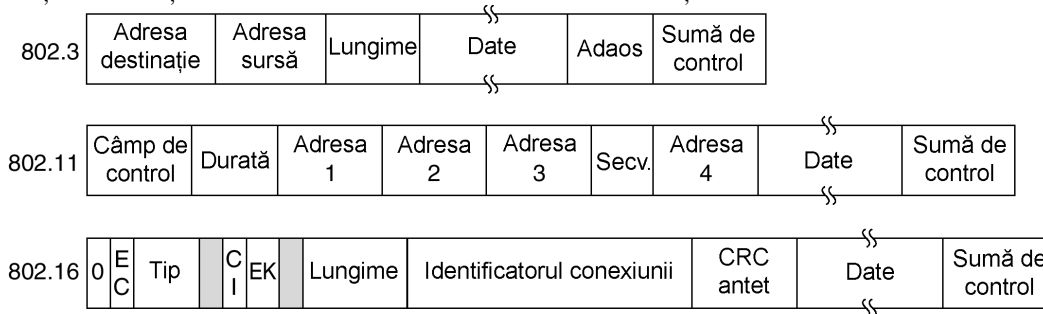 802.3 Adresa destinație Adresa sursă Lungime Date Adaos Sumă de control
802.11 Câmp de control Durată Adresa 1 Adresa 2 Adresa 3 Secv. Adresa 4 Date Sumă de control
802.16 0 E C Tip C I EK Lungime Identificatorul conexiunii CRC antet Date Sumă de control